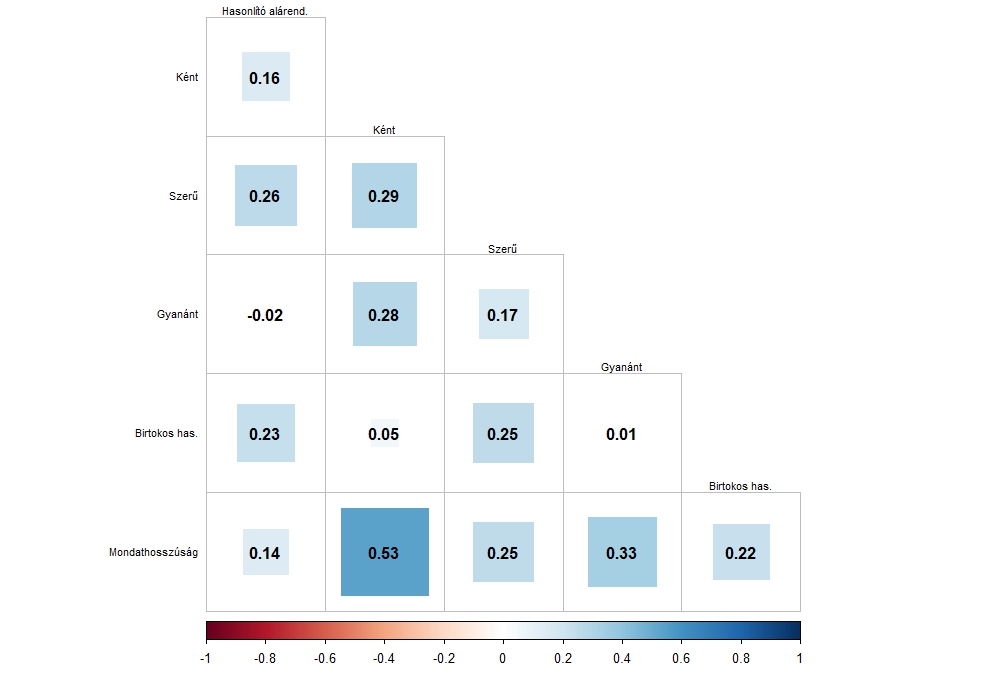 Hasonlító alárend.
Ként
0.16
Ként
Szerű
0.26
0.29
Szerű
Gyanánt
-0.02
0.28
0.17
Gyanánt
Birtokos has.
0.23
0.05
0.25
0.01
Birtokos has.
Mondathosszúság
0.14
0.53
0.25
0.33
0.22
-1 -0.8 -0.6 -0.4 -0.2 0 0.2 0.4 0.6 0.8 1